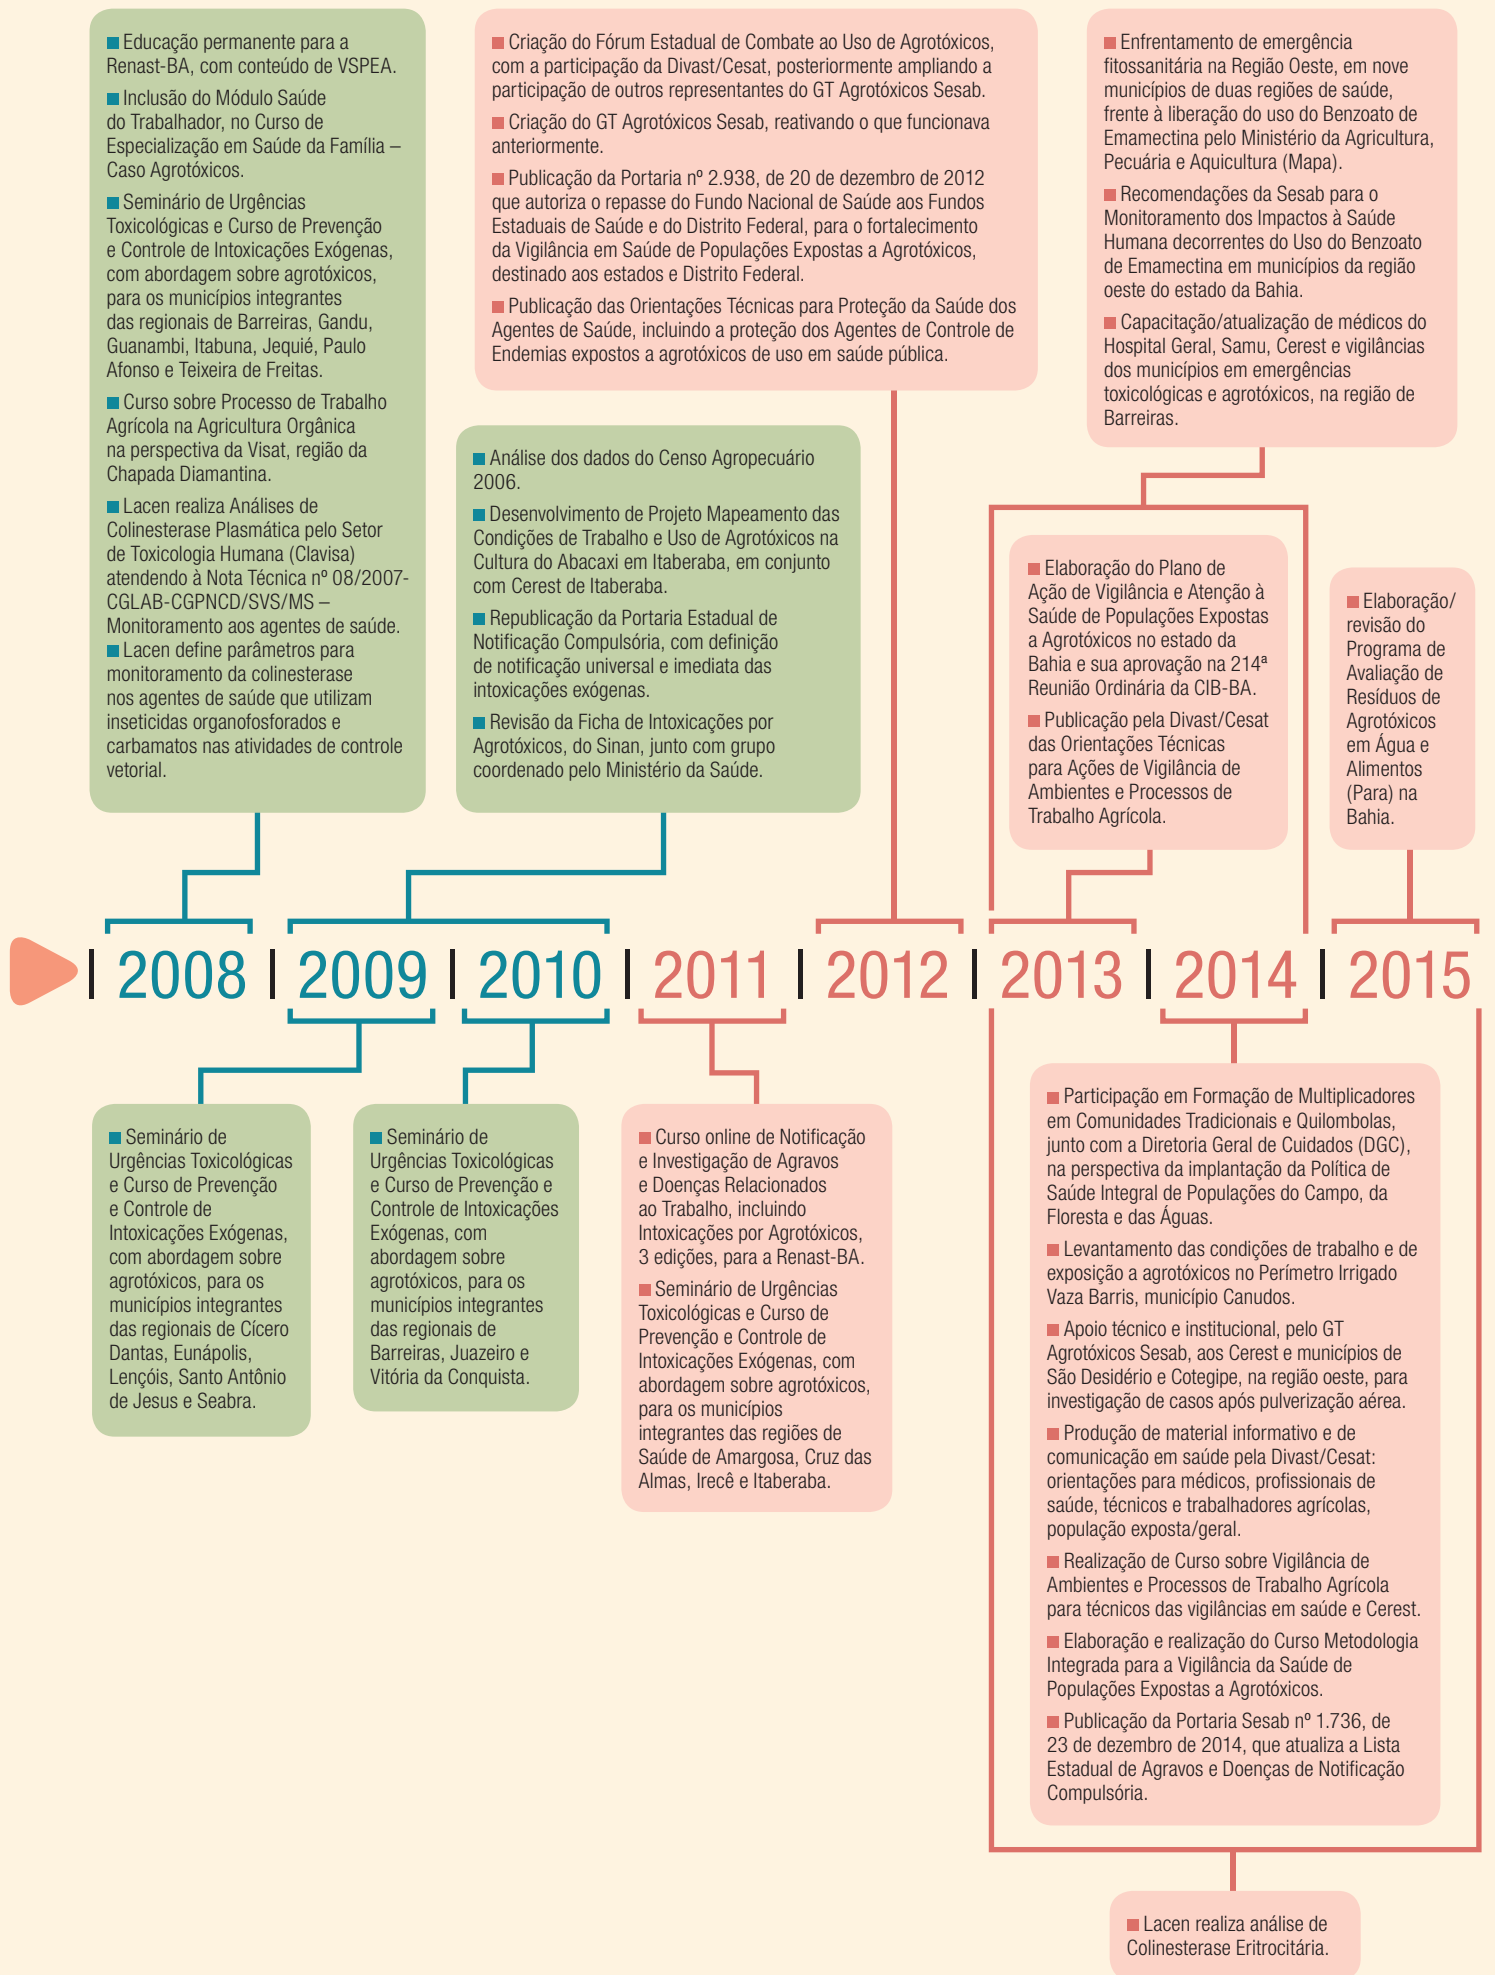 ■ Educação permanente para a
Renast-BA, com conteúdo de VSPEA.
■ Inclusão do Módulo Saúde
do Trabalhador, no Curso de
Especialização em Saúde da Família –
Caso Agrotóxicos.
■ Seminário de Urgências
Toxicológicas e Curso de Prevenção
e Controle de Intoxicações Exógenas,
com abordagem sobre agrotóxicos,
para os municípios integrantes
das regionais de Barreiras, Gandu,
Guanambi, Itabuna, Jequié, Paulo
Afonso e Teixeira de Freitas.
■ Curso sobre Processo de Trabalho
Agrícola na Agricultura Orgânica
na perspectiva da Visat, região da
Chapada Diamantina.
■ Lacen realiza Análises de
Colinesterase Plasmática pelo Setor
de Toxicologia Humana (Clavisa)
atendendo à Nota Técnica nº 08/2007-
CGLAB-CGPNCD/SVS/MS –
Monitoramento aos agentes de saúde.
■ Lacen define parâmetros para
monitoramento da colinesterase
nos agentes de saúde que utilizam
inseticidas organofosforados e
carbamatos nas atividades de controle
vetorial.
■ Criação do Fórum Estadual de Combate ao Uso de Agrotóxicos,
com a participação da Divast/Cesat, posteriormente ampliando a
participação de outros representantes do GT Agrotóxicos Sesab.
■ Criação do GT Agrotóxicos Sesab, reativando o que funcionava
anteriormente.
■ Publicação da Portaria nº 2.938, de 20 de dezembro de 2012
que autoriza o repasse do Fundo Nacional de Saúde aos Fundos
Estaduais de Saúde e do Distrito Federal, para o fortalecimento
da Vigilância em Saúde de Populações Expostas a Agrotóxicos,
destinado aos estados e Distrito Federal.
■ Publicação das Orientações Técnicas para Proteção da Saúde dos
Agentes de Saúde, incluindo a proteção dos Agentes de Controle de
Endemias expostos a agrotóxicos de uso em saúde pública.
■ Enfrentamento de emergência
fitossanitária na Região Oeste, em nove
municípios de duas regiões de saúde,
frente à liberação do uso do Benzoato de
Emamectina pelo Ministério da Agricultura,
Pecuária e Aquicultura (Mapa).
■ Recomendações da Sesab para o
Monitoramento dos Impactos à Saúde
Humana decorrentes do Uso do Benzoato
de Emamectina em municípios da região
oeste do estado da Bahia.
■ Capacitação/atualização de médicos do
Hospital Geral, Samu, Cerest e vigilâncias
dos municípios em emergências
toxicológicas e agrotóxicos, na região de
Barreiras.
■ Análise dos dados do Censo Agropecuário
2006.
■ Desenvolvimento de Projeto Mapeamento das
Condições de Trabalho e Uso de Agrotóxicos na
Cultura do Abacaxi em Itaberaba, em conjunto
com Cerest de Itaberaba.
■ Republicação da Portaria Estadual de
Notificação Compulsória, com definição
de notificação universal e imediata das
intoxicações exógenas.
■ Revisão da Ficha de Intoxicações por
Agrotóxicos, do Sinan, junto com grupo
coordenado pelo Ministério da Saúde.
■ Elaboração do Plano de
Ação de Vigilância e Atenção à
Saúde de Populações Expostas
a Agrotóxicos no estado da
Bahia e sua aprovação na 214ª
Reunião Ordinária da CIB-BA.
■ Publicação pela Divast/Cesat
das Orientações Técnicas
para Ações de Vigilância de
Ambientes e Processos de
Trabalho Agrícola.
■ Elaboração/
revisão do
Programa de
Avaliação de
Resíduos de
Agrotóxicos
em Água e
Alimentos
(Para) na
Bahia.
2008 2009 2010 2011 2012 2013 2014 2015
■ Seminário de
Urgências Toxicológicas
e Curso de Prevenção
e Controle de
Intoxicações Exógenas,
com abordagem sobre
agrotóxicos, para os
municípios integrantes
das regionais de Cícero
Dantas, Eunápolis,
Lençóis, Santo Antônio
de Jesus e Seabra.
■ Seminário de
Urgências Toxicológicas
e Curso de Prevenção e
Controle de Intoxicações
Exógenas, com
abordagem sobre
agrotóxicos, para os
municípios integrantes
das regionais de
Barreiras, Juazeiro e
Vitória da Conquista.
■ Curso online de Notificação
e Investigação de Agravos
e Doenças Relacionados
ao Trabalho, incluindo
Intoxicações por Agrotóxicos,
3 edições, para a Renast-BA.
■ Seminário de Urgências
Toxicológicas e Curso de
Prevenção e Controle de
Intoxicações Exógenas, com
abordagem sobre agrotóxicos,
para os municípios
integrantes das regiões de
Saúde de Amargosa, Cruz das
Almas, Irecê e Itaberaba.
■ Participação em Formação de Multiplicadores
em Comunidades Tradicionais e Quilombolas,
junto com a Diretoria Geral de Cuidados (DGC),
na perspectiva da implantação da Política de
Saúde Integral de Populações do Campo, da
Floresta e das Águas.
■ Levantamento das condições de trabalho e de
exposição a agrotóxicos no Perímetro Irrigado
Vaza Barris, município Canudos.
■ Apoio técnico e institucional, pelo GT
Agrotóxicos Sesab, aos Cerest e municípios de
São Desidério e Cotegipe, na região oeste, para
investigação de casos após pulverização aérea.
■ Produção de material informativo e de
comunicação em saúde pela Divast/Cesat:
orientações para médicos, profissionais de
saúde, técnicos e trabalhadores agrícolas,
população exposta/geral.
■ Realização de Curso sobre Vigilância de
Ambientes e Processos de Trabalho Agrícola
para técnicos das vigilâncias em saúde e Cerest.
■ Elaboração e realização do Curso Metodologia
Integrada para a Vigilância da Saúde de
Populações Expostas a Agrotóxicos.
■ Publicação da Portaria Sesab nº 1.736, de
23 de dezembro de 2014, que atualiza a Lista
Estadual de Agravos e Doenças de Notificação
Compulsória.
■ Lacen realiza análise de
Colinesterase Eritrocitária.